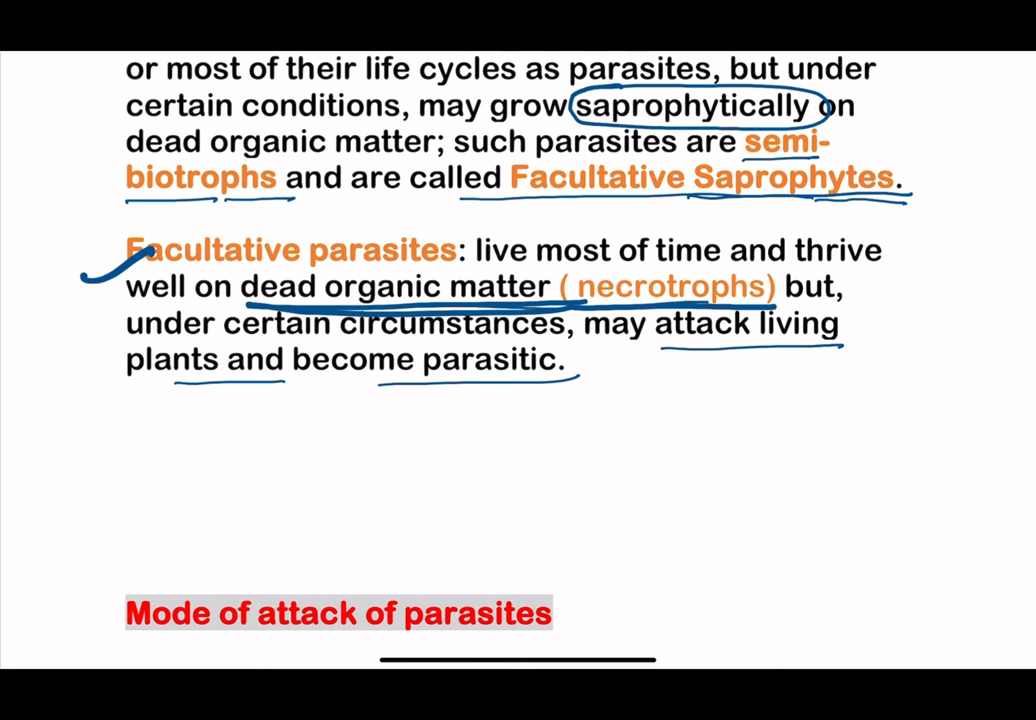 or most of their life cycles as parasites, but under
certain conditions, may grow saprophytically on
dead organic matter; such parasites are semi-
biotrophs and are called Facultative Saprophytes.
Facultative parasites: live most of time and thrive
well on dead organic matter ( necrotrophs) but,
under certain circumstances, may attack living
plants and become parasitic.
Mode of attack of parasites